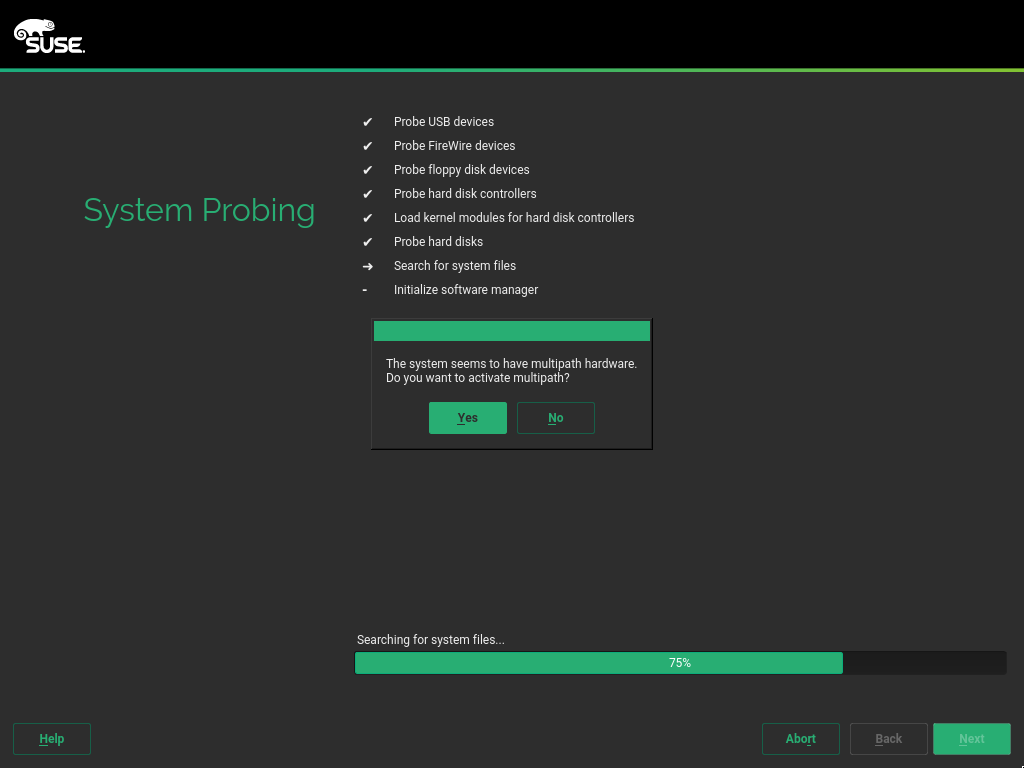 SUSE.
System Probing
✔ Probe USB devices
✔ Probe FireWire devices
✔ Probe floppy disk devices
✔ Probe hard disk controllers
✔ Load kernel modules for hard disk controllers
✔ Probe hard disks
➜ Search for system files
- Initialize software manager
The system seems to have multipath hardware.
Do you want to activate multipath?
Yes No
Searching for system files...
75%
Help Abort Back Next